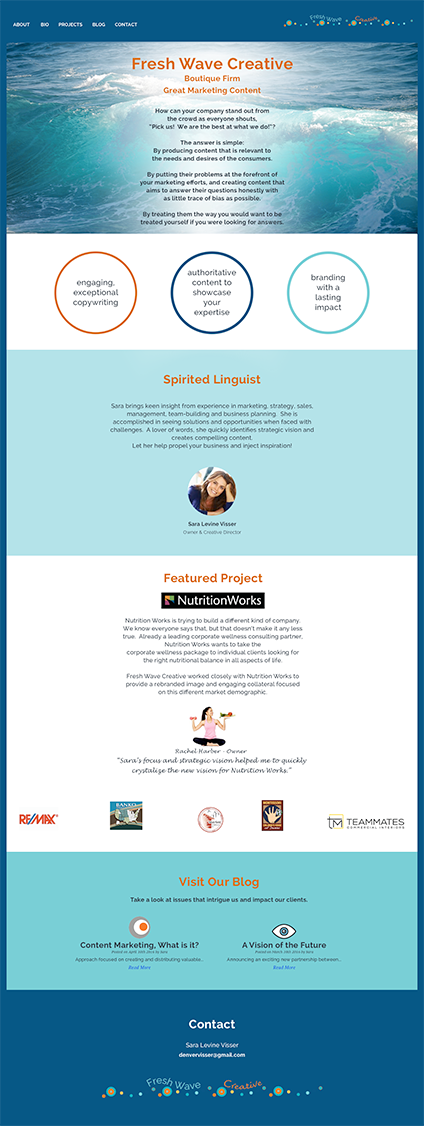 ABOUT BIO PROJECTS BLOG CONTACT
Fresh Wave Creative
Fresh Wave Creative
Boutique Firm
Great Marketing Content
How can your company stand out from
the crowd as everyone shouts,
"Pick us!  We are the best at what we do!"?
The answer is simple:
By producing content that is relevant to
the needs and desires of the consumers.
By putting their problems at the forefront of
your marketing efforts, and creating content that
aims to answer their questions honestly with
as little trace of bias as possible.
By treating them the way you would want to be
treated yourself if you were looking for answers.
engaging,
exceptional
copywriting
authoritative
content to
showcase
your
expertise
branding
with a
lasting
impact
Spirited Linguist
Sara brings keen insight from experience in marketing, strategy, sales,
management, team-building and business planning.  She is
accomplished in seeing solutions and opportunities when faced with
challenges.  A lover of words, she quickly identifies strategic vision and
creates compelling content.
Let her help propel your business and inject inspiration!
Sara Levine Visser
Owner & Creative Director
Featured Project
NutritionWorks
Nutrition Works is trying to build a different kind of company.
We know everyone says that, but that doesn't make it any less
true.  Already a leading corporate wellness consulting partner,
Nutrition Works wants to take the
corporate wellness package to individual clients looking for
the right nutritional balance in all aspects of life.
Fresh Wave Creative worked closely with Nutrition Works to
provide a rebranded image and engaging collateral focused
on this different market demographic.
Rachel Harber - Owner
"Sara's focus and strategic vision helped me to quickly
crystalize the new vision for Nutrition Works."
RE/MAX
RANKO
MONTESSORI
TM TEAMMATES
COMMERCIAL INTERIORS
Visit Our Blog
Take a look at issues that intrigue us and impact our clients.
Content Marketing, What is it?
Approach focused on creating and distributing valuable...
Read More
A Vision of the Future
Announcing an exciting new partnership between...
Read More
Contact
Sara Levine Visser
denvervisser@gmail.com
Fresh Wave Creative